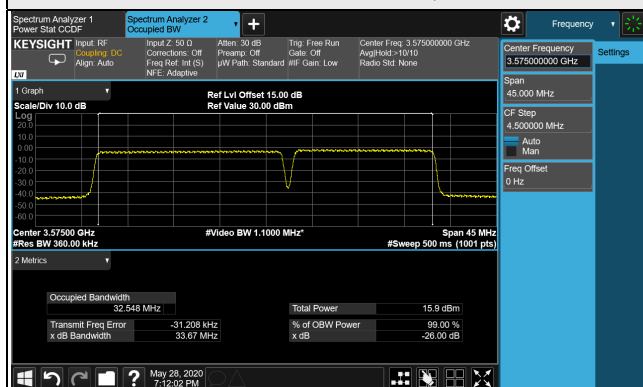 Spectrum Analyzer 1
Power Stat CCDF
Spectrum Analyzer 2
Occupied BW
Frequency
KEYSIGHT
Input: RF
Coupling: DC
Align: Auto
Input Z: 50 Ω
Corrections: Off
Freq Ref: Int (S)
NFE: Adaptive
Atten: 30 dB
Preamp: Off
µW Path: Standard
Trig: Free Run
Gate: Off
#IF Gain: Low
Center Freq: 3.575000000 GHz
Avg|Hold:>10/10
Radio Std: None
LXI
Center Frequency
3.575000000 GHz
Settings
Span
45.000 MHz
CF Step
4.500000 MHz
Auto
Man
Freq Offset
0 Hz
1 Graph
Scale/Div 10.0 dB
Ref Lvl Offset 15.00 dB
Ref Value 30.00 dBm
Log
20.0
10.0
0.00
-10.0
-20.0
-30.0
-40.0
-50.0
-60.0
Center 3.57500 GHz
#Video BW 1.1000 MHz*
Span 45 MHz
#Res BW 360.00 kHz
#Sweep 500 ms (1001 pts)
2 Metrics
Occupied Bandwidth
32.548 MHz
Total Power 15.9 dBm
Transmit Freq Error -31.208 kHz
% of OBW Power 99.00 %
x dB Bandwidth 33.67 MHz
x dB -26.00 dB
May 28, 2020
7:12:02 PM